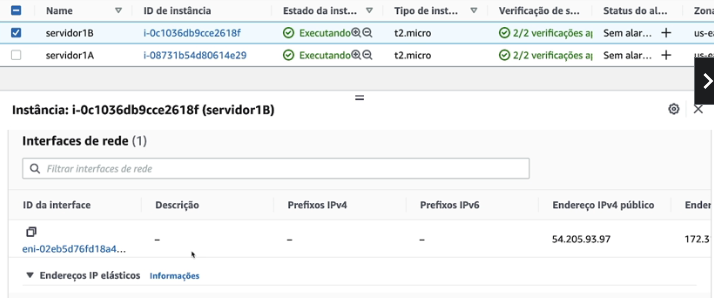 Name ID de instância Estado da inst... Tipo de inst... Verificação de s... Status do al... Zona
servidor1B i-0c1036db9cce2618f Executando t2.micro 2/2 verificações Sem alar... + us-e
servidor1A i-08731b54d80614e29 Executando t2.micro 2/2 verificações Sem alar... +
Instância: i-0c1036db9cce2618f (servidor1B)
Interfaces de rede (1)
Filtrar interfaces de rede
ID da interface Descrição Prefixos IPv4 Prefixos IPv6 Endereço IPv4 público Ender
eni-02eb5d76fd18a4... – – – 54.205.93.97 172.3
Endereços IP elásticos Informações